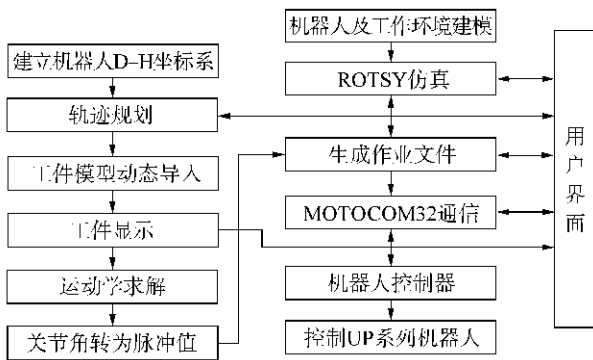 建立机器人D-H坐标系
轨迹规划
工件模型动态导入
工件显示
运动学求解
关节角转为脉冲值
机器人及工作环境建模
ROTSY仿真
生成作业文件
MOTOCOM32通信
机器人控制器
控制UP系列机器人
用户界面